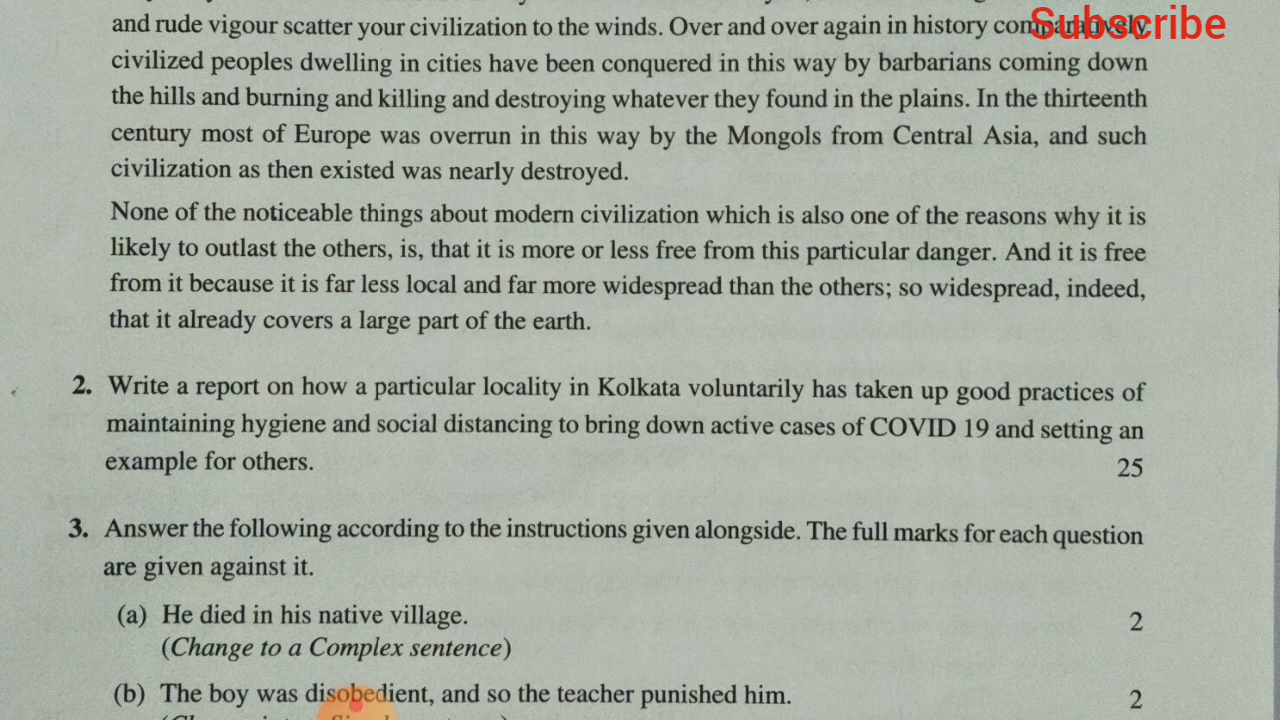 and rude vigour scatter your civilization to the winds. Over and over again in history comparatively
Subscribe
civilized peoples dwelling in cities have been conquered in this way by barbarians coming down
the hills and burning and killing and destroying whatever they found in the plains. In the thirteenth
century most of Europe was overrun in this way by the Mongols from Central Asia, and such
civilization as then existed was nearly destroyed.
None of the noticeable things about modern civilization which is also one of the reasons why it is
likely to outlast the others, is, that it is more or less free from this particular danger. And it is free
from it because it is far less local and far more widespread than the others; so widespread, indeed,
that it already covers a large part of the earth.
2. Write a report on how a particular locality in Kolkata voluntarily has taken up good practices of
maintaining hygiene and social distancing to bring down active cases of COVID 19 and setting an
example for others. 25
3. Answer the following according to the instructions given alongside. The full marks for each question
are given against it.
(a) He died in his native village. 2
(Change to a Complex sentence)
(b) The boy was disobedient, and so the teacher punished him. 2